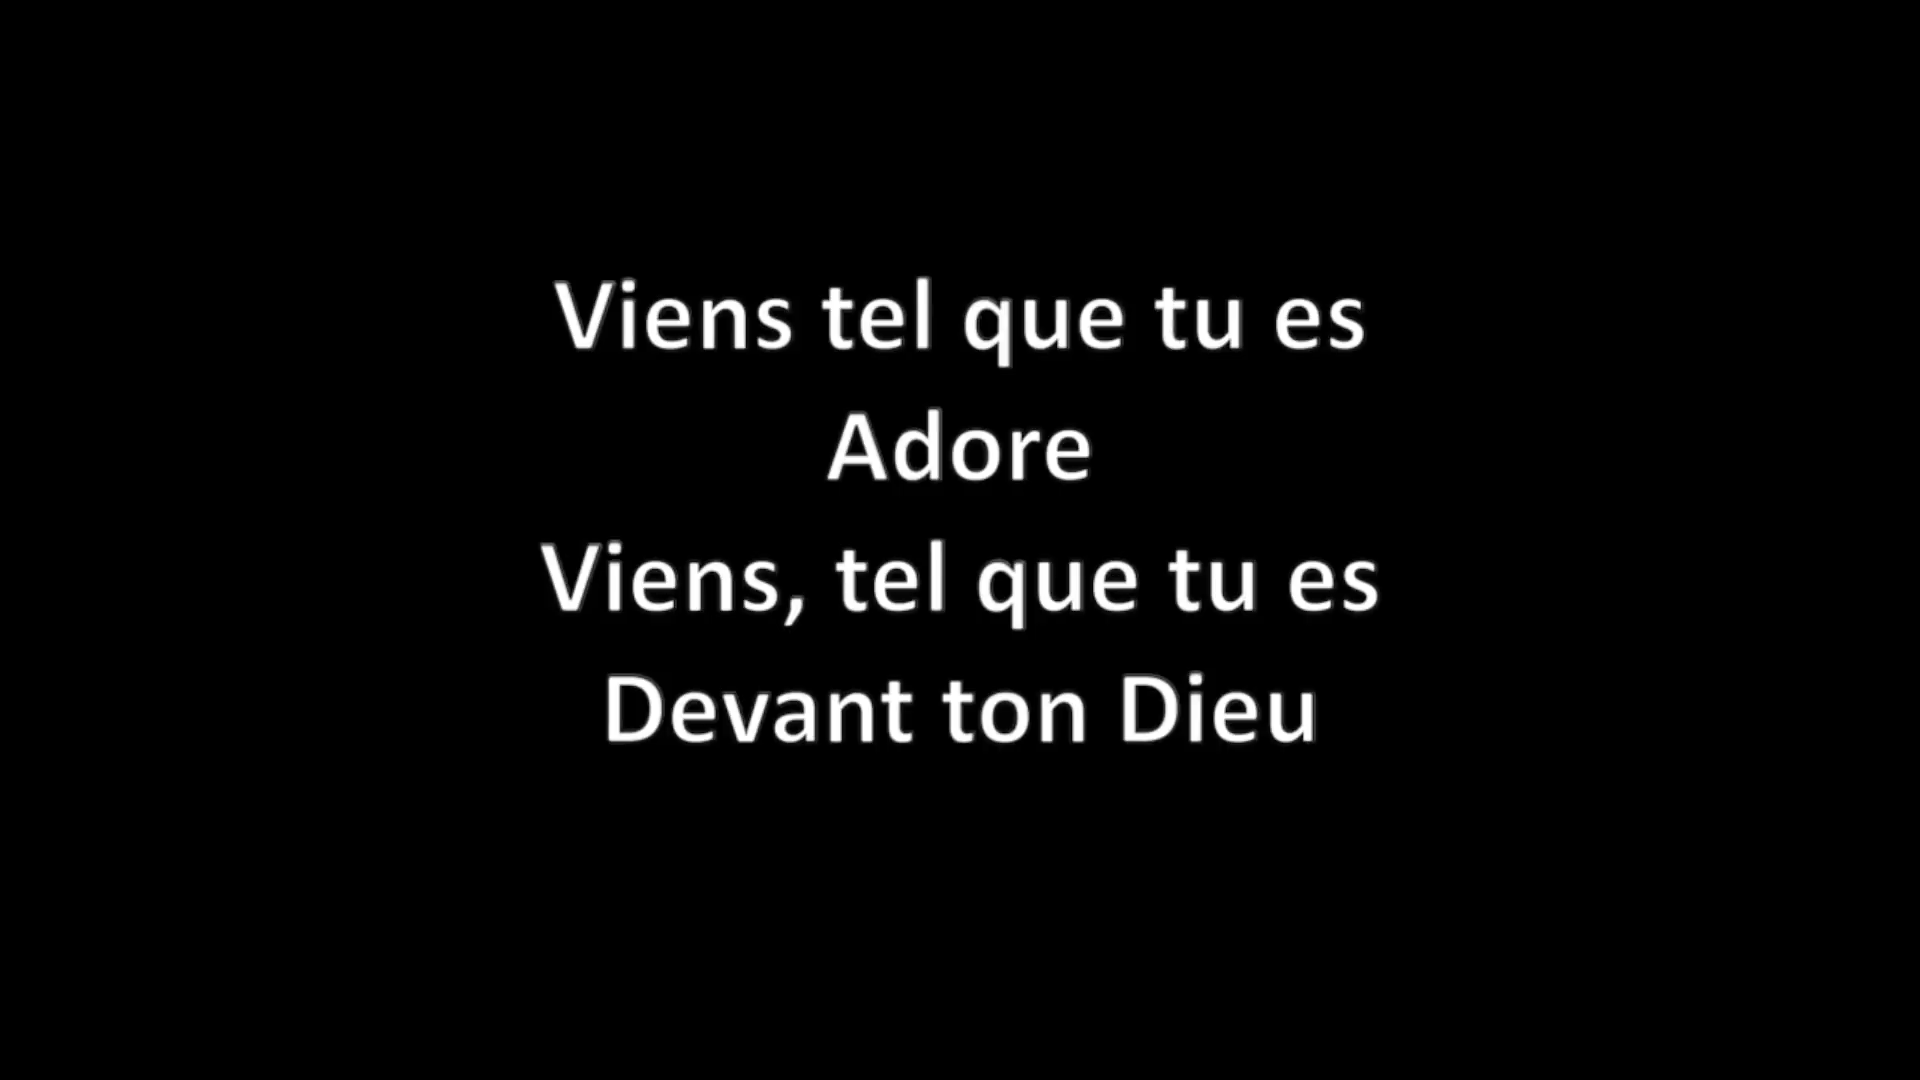 Viens tel que tu es
Adore
Viens, tel que tu es
Devant ton Dieu